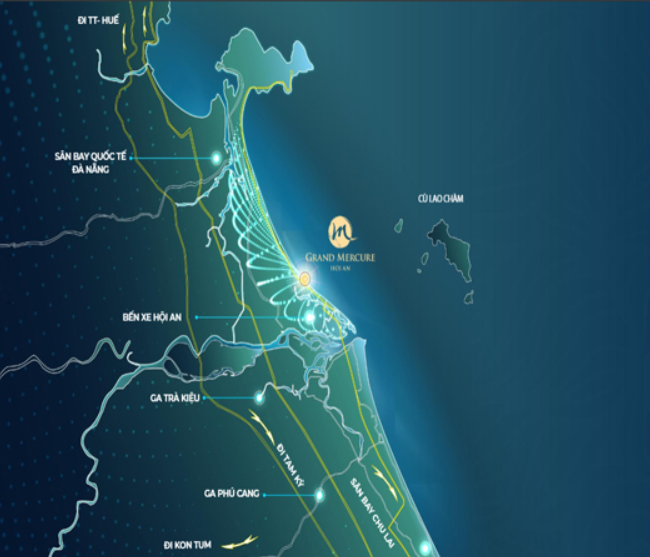 ĐI TT- HUẾ
SÂN BAY QUỐC TẾ
ĐÀ NẴNG
CÙ LAO CHÀM
m
GRAND MERCURE
HOI AN
BẾN XE HỘI AN
GA TRÀ KIỆU
ĐI TAM KỲ
SÂN BAY CHU LAI
GA PHÚ CANG
ĐI KON TUM